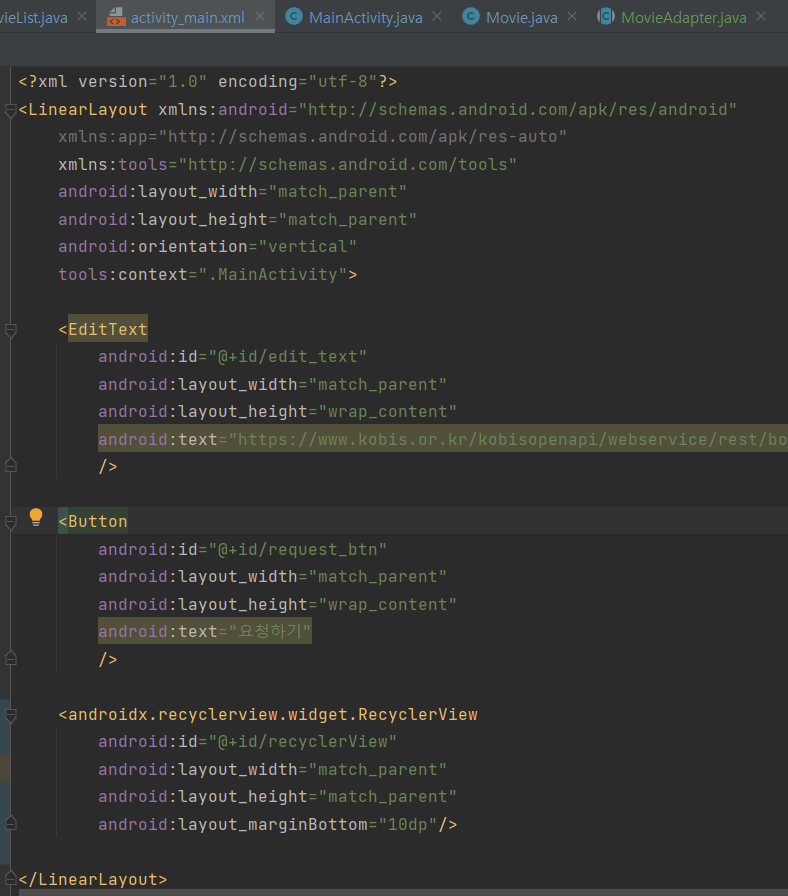 vieList.java activity_main.xml MainActivity.java Movie.java MovieAdapter.java
<?xml version="1.0" encoding="utf-8"?>
<LinearLayout xmlns:android="http://schemas.android.com/apk/res/android"
    xmlns:app="http://schemas.android.com/apk/res-auto"
    xmlns:tools="http://schemas.android.com/tools"
    android:layout_width="match_parent"
    android:layout_height="match_parent"
    android:orientation="vertical"
    tools:context=".MainActivity">
    <EditText
        android:id="@+id/edit_text"
        android:layout_width="match_parent"
        android:layout_height="wrap_content"
        android:text="https://www.kobis.or.kr/kobisopenapi/webservice/rest/bo
        />
    <Button
        android:id="@+id/request_btn"
        android:layout_width="match_parent"
        android:layout_height="wrap_content"
        android:text="요청하기"
        />
    <androidx.recyclerview.widget.RecyclerView
        android:id="@+id/recyclerView"
        android:layout_width="match_parent"
        android:layout_height="match_parent"
        android:layout_marginBottom="10dp"/>
</LinearLayout>